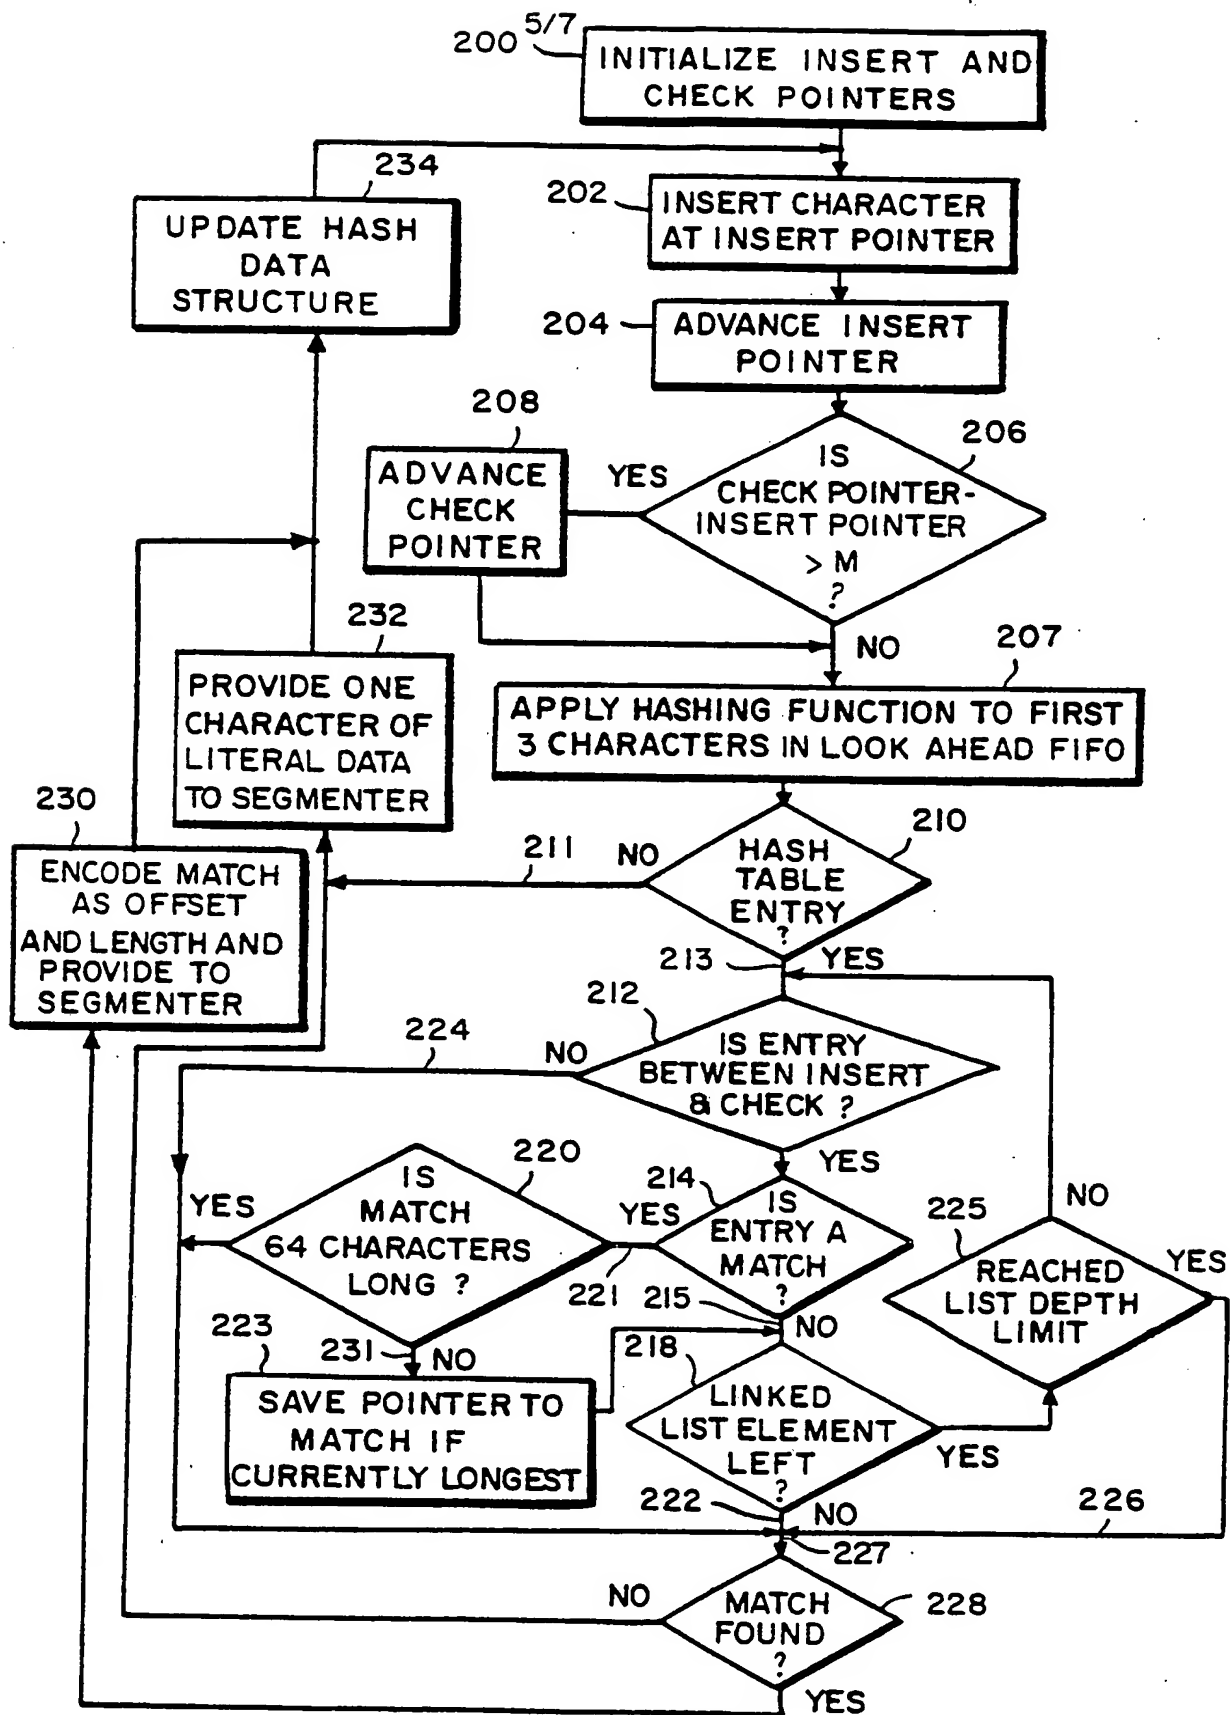 5/7
200
INITIALIZE INSERT AND
CHECK POINTERS
234
UPDATE HASH
DATA
STRUCTURE
202
INSERT CHARACTER
AT INSERT POINTER
204
ADVANCE INSERT
POINTER
208
ADVANCE
CHECK
POINTER
YES
206
IS
CHECK POINTER-
INSERT POINTER
> M
?
NO
232
PROVIDE ONE
CHARACTER OF
LITERAL DATA
TO SEGMENTER
207
APPLY HASHING FUNCTION TO FIRST
3 CHARACTERS IN LOOK AHEAD FIFO
230
ENCODE MATCH
AS OFFSET
AND LENGTH AND
PROVIDE TO
SEGMENTER
211
NO
210
HASH
TABLE
ENTRY
?
213
YES
212
224
NO
IS ENTRY
BETWEEN INSERT
& CHECK ?
YES
220
YES
IS
MATCH
64 CHARACTERS
LONG ?
214
YES
221
IS
ENTRY A
MATCH
?
215
NO
225
NO
REACHED
LIST DEPTH
LIMIT
YES
223
231
NO
SAVE POINTER TO
MATCH IF
CURRENTLY LONGEST
218
LINKED
LIST ELEMENT
LEFT
?
YES
222
NO
226
227
NO
228
MATCH
FOUND
?
YES